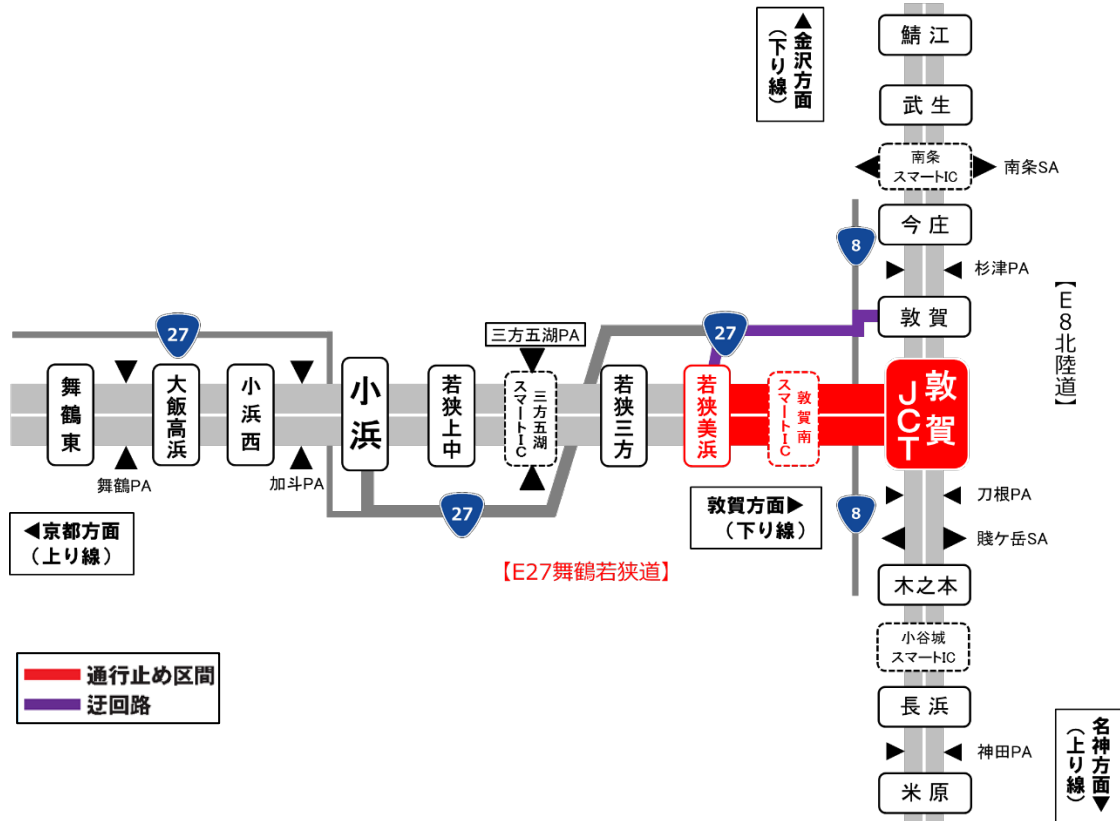 ▲金沢方面
（下り線）
鯖江
武生
南条
スマートIC
南条SA
今庄
8
杉津PA
敦賀
【E8北陸道】
27
27
三方五湖PA
舞鶴東
大飯高浜
小浜西
小浜
若狭上中
三方五湖
スマートIC
若狭三方
若狭美浜
敦賀南
スマートIC
敦賀
JCT
舞鶴PA
加斗PA
27
8
刀根PA
賤ケ岳SA
◀京都方面
（上り線）
敦賀方面▶
（下り線）
【E27舞鶴若狭道】
木之本
小谷城
スマートIC
通行止め区間
迂回路
長浜
神田PA
米原
名神方面▼
（上り線）